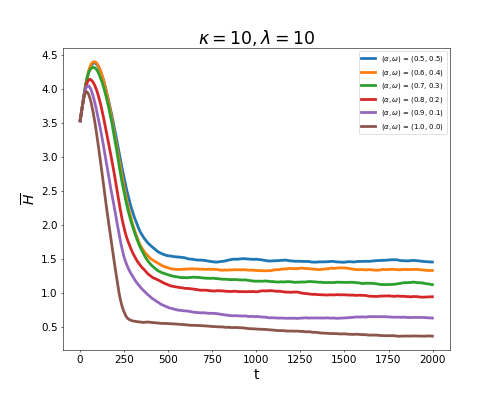 κ = 10, λ = 10
4.5
4.0
3.5
3.0
2.5
2.0
1.5
1.0
0.5
H̅
(α, ω) = (0.5, 0.5)
(α, ω) = (0.6, 0.4)
(α, ω) = (0.7, 0.3)
(α, ω) = (0.8, 0.2)
(α, ω) = (0.9, 0.1)
(α, ω) = (1.0, 0.0)
0 250 500 750 1000 1250 1500 1750 2000
t